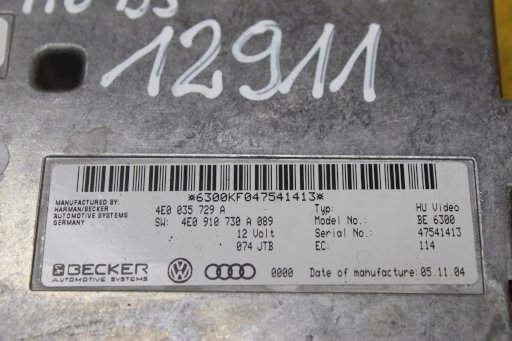 12911
*6300KF047541413*
MANUFACTURED BY:
HARMAN/BECKER
AUTOMOTIVE SYSTEMS
GERMANY
4E0 035 729 A
Typ: HU Video
SW: 4E0 910 730 A 089
Model No.: BE 6300
12 Volt
Serial No.: 47541413
074 JTB
EC: 114
BECKER
AUTOMOTIVE SYSTEMS
0000
Date of manufacture: 05.11.04